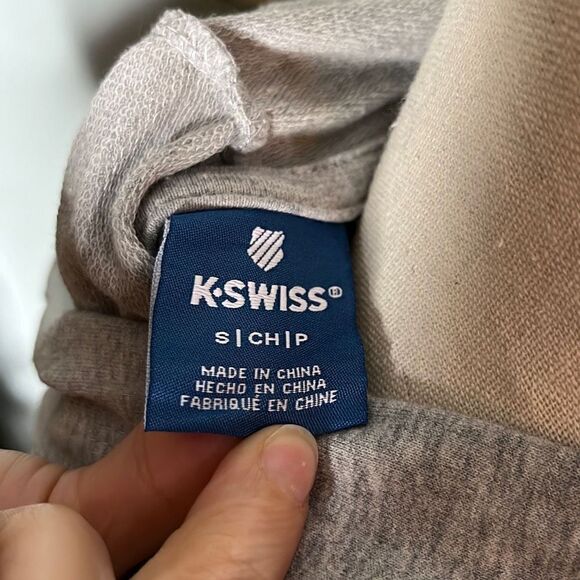 K·SWISS
S | CH | P
MADE IN CHINA
HECHO EN CHINA
FABRIQUÉ EN CHINE